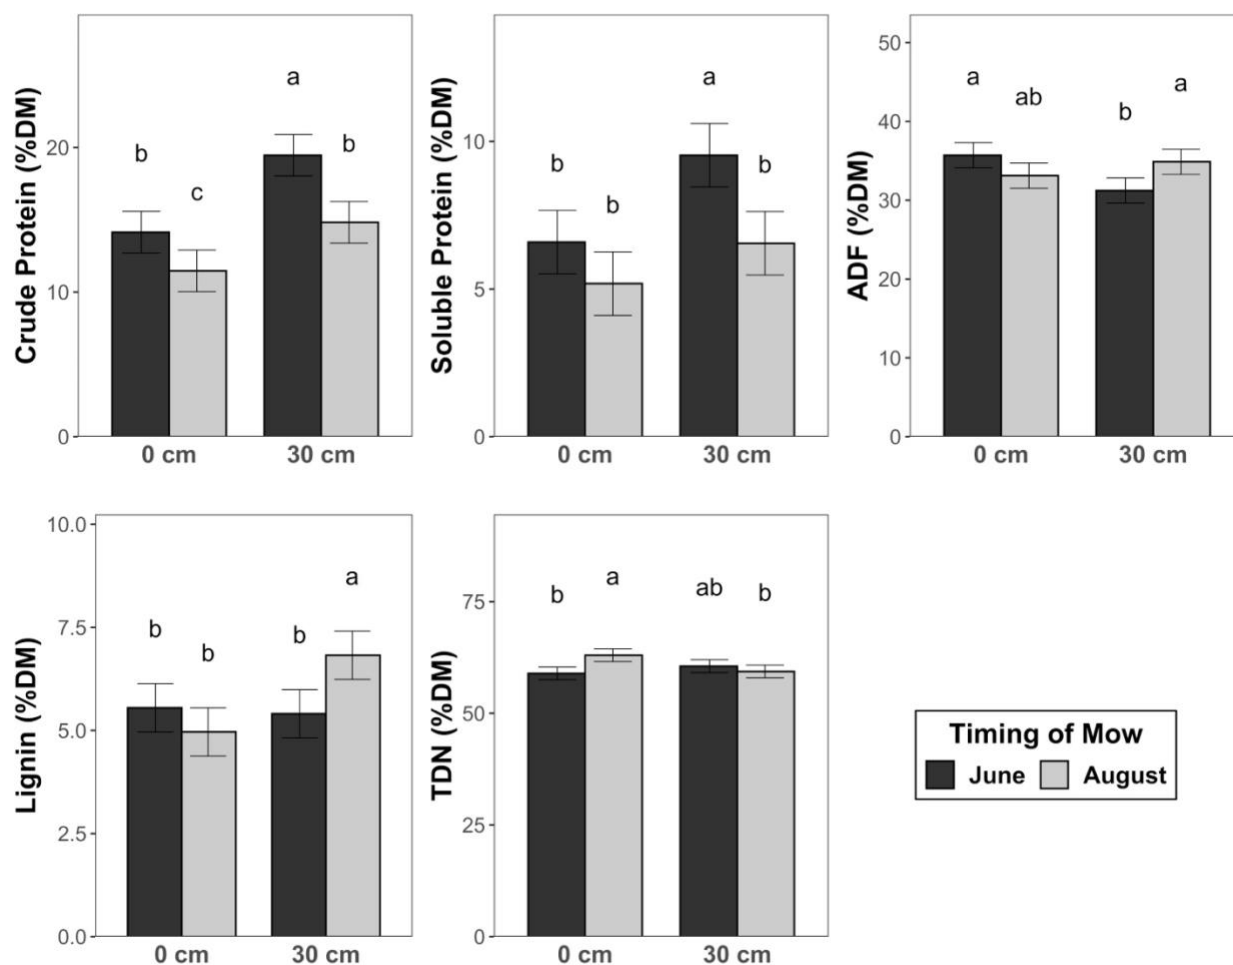 Crude Protein (%DM)
20
10
0
b
c
a
b
0 cm
30 cm
Soluble Protein (%DM)
10
5
0
b
b
a
b
0 cm
30 cm
ADF (%DM)
50
40
30
20
10
0
a
ab
b
a
0 cm
30 cm
Lignin (%DM)
10.0
7.5
5.0
2.5
0.0
b
b
b
a
0 cm
30 cm
TDN (%DM)
75
50
25
0
b
a
ab
b
0 cm
30 cm
Timing of Mow
June August